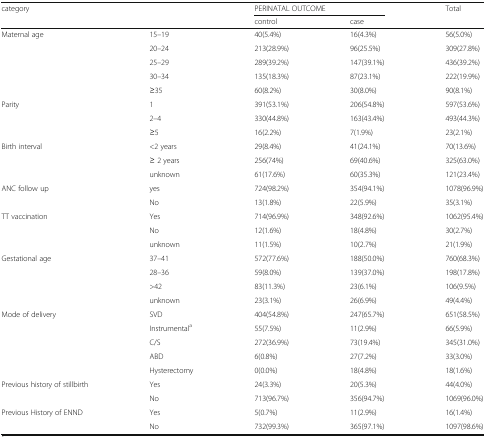 category PERINATAL OUTCOME Total
control case
Maternal age 15–19 40(5.4%) 16(4.3%) 56(5.0%)
20–24 213(28.9%) 96(25.5%) 309(27.8%)
25–29 289(39.2%) 147(39.1%) 436(39.2%)
30–34 135(18.3%) 87(23.1%) 222(19.9%)
≥35 60(8.2%) 30(8.0%) 90(8.1%)
Parity 1 391(53.1%) 206(54.8%) 597(53.6%)
2–4 330(44.8%) 163(43.4%) 493(44.3%)
≥5 16(2.2%) 7(1.9%) 23(2.1%)
Birth interval <2 years 29(8.4%) 41(24.1%) 70(13.6%)
≥ 2 years 256(74%) 69(40.6%) 325(63.0%)
unknown 61(17.6%) 60(35.3%) 121(23.4%)
ANC follow up yes 724(98.2%) 354(94.1%) 1078(96.9%)
No 13(1.8%) 22(5.9%) 35(3.1%)
TT vaccination Yes 714(96.9%) 348(92.6%) 1062(95.4%)
No 12(1.6%) 18(4.8%) 30(2.7%)
unknown 11(1.5%) 10(2.7%) 21(1.9%)
Gestational age 37–41 572(77.6%) 188(50.0%) 760(68.3%)
28–36 59(8.0%) 139(37.0%) 198(17.8%)
>42 83(11.3%) 23(6.1%) 106(9.5%)
unknown 23(3.1%) 26(6.9%) 49(4.4%)
Mode of delivery SVD 404(54.8%) 247(65.7%) 651(58.5%)
Instrumentalᵃ 55(7.5%) 11(2.9%) 66(5.9%)
C/S 272(36.9%) 73(19.4%) 345(31.0%)
ABD 6(0.8%) 27(7.2%) 33(3.0%)
Hysterectomy 0(0.0%) 18(4.8%) 18(1.6%)
Previous history of stillbirth Yes 24(3.3%) 20(5.3%) 44(4.0%)
No 713(96.7%) 356(94.7%) 1069(96.0%)
Previous History of ENND Yes 5(0.7%) 11(2.9%) 16(1.4%)
No 732(99.3%) 365(97.1%) 1097(98.6%)